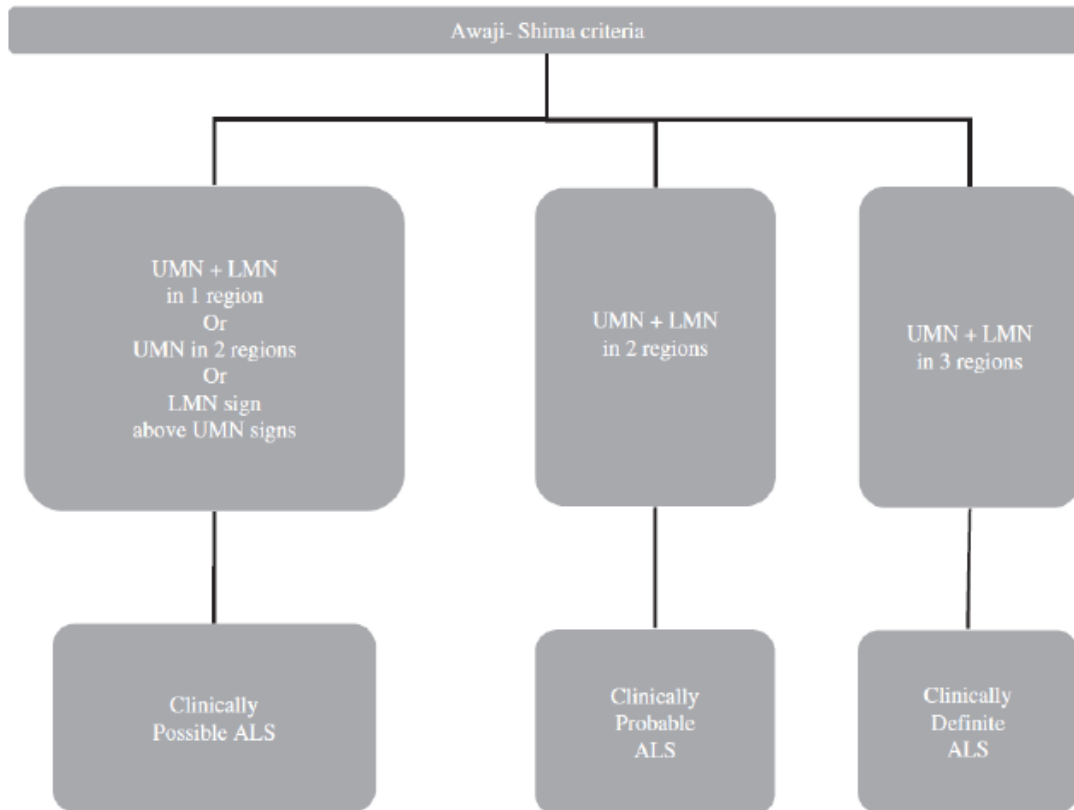 Awaji- Shima criteria
UMN + LMN
in 1 region
Or
UMN in 2 regions
Or
LMN sign
above UMN signs
UMN + LMN
in 2 regions
UMN + LMN
in 3 regions
Clinically
Possible ALS
Clinically
Probable
ALS
Clinically
Definite
ALS